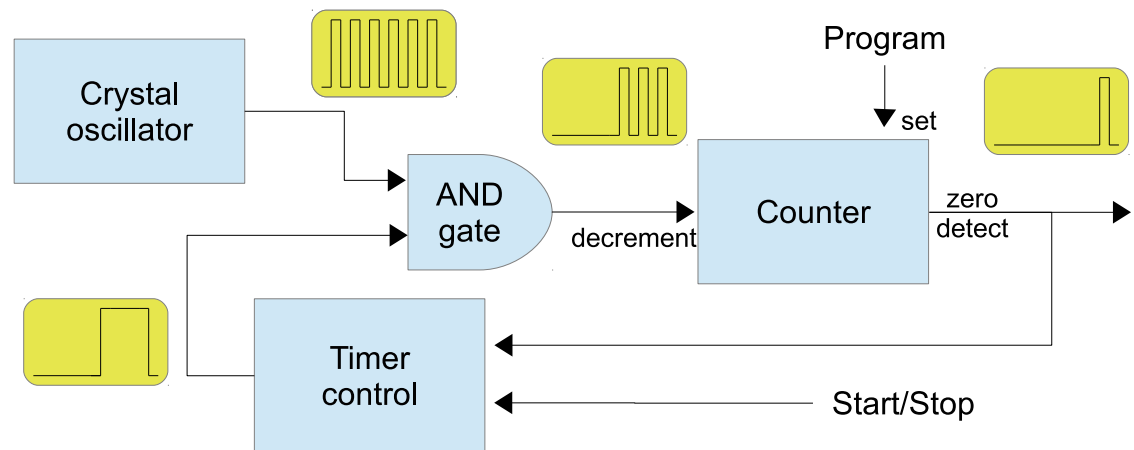 Program
Crystal
oscillator
set
AND
gate
decrement
Counter
zero
detect
Timer
control
Start/Stop